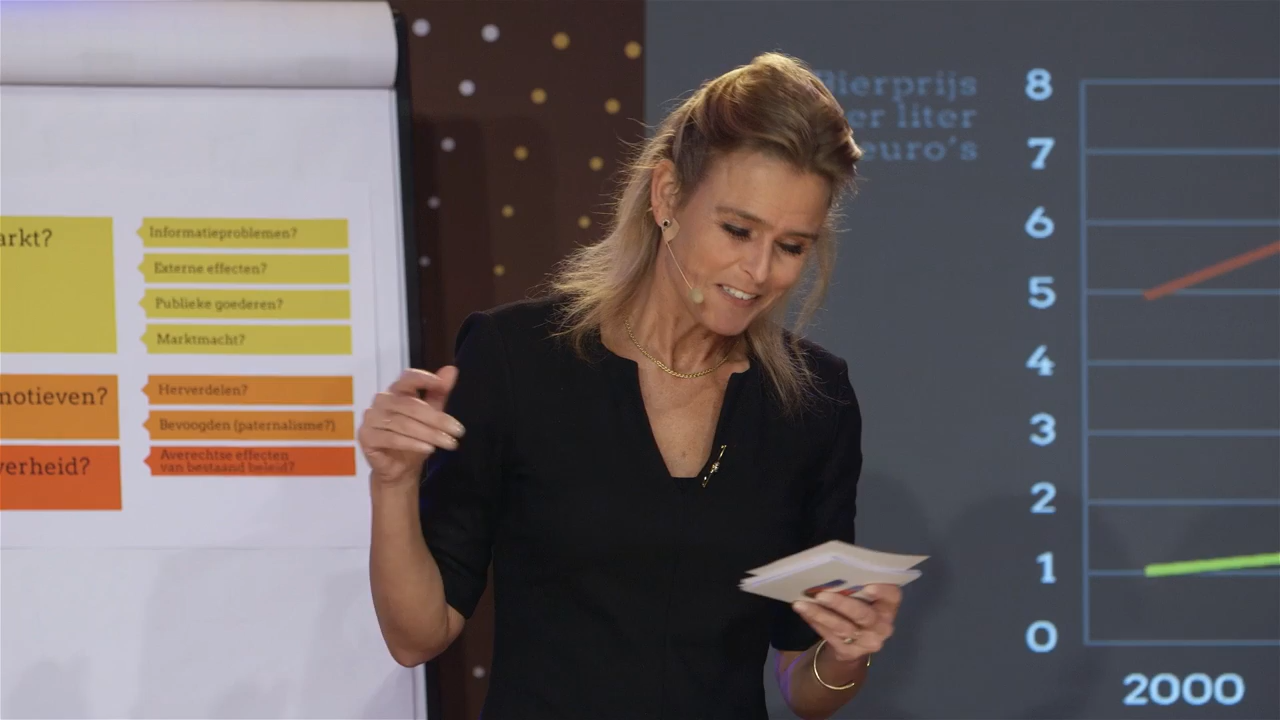 arkt?
Informatieproblemen?
Externe effecten?
Publieke goederen?
Marktmacht?
motieven?
Herverdelen?
Bevoogden (paternalisme?)
verheid?
Averechtse effecten
van bestaand beleid?
Bierprijs
er liter
euro's
8
7
6
5
4
3
2
1
0
2000